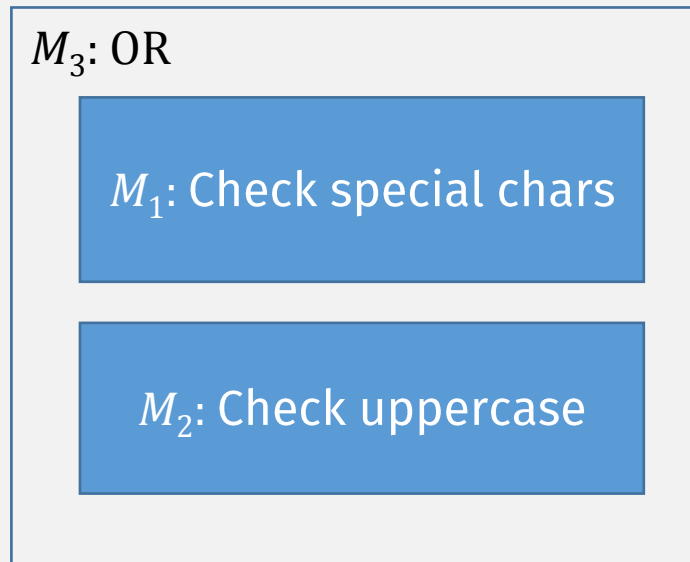 M₃: OR
M₁: Check special chars
M₂: Check uppercase